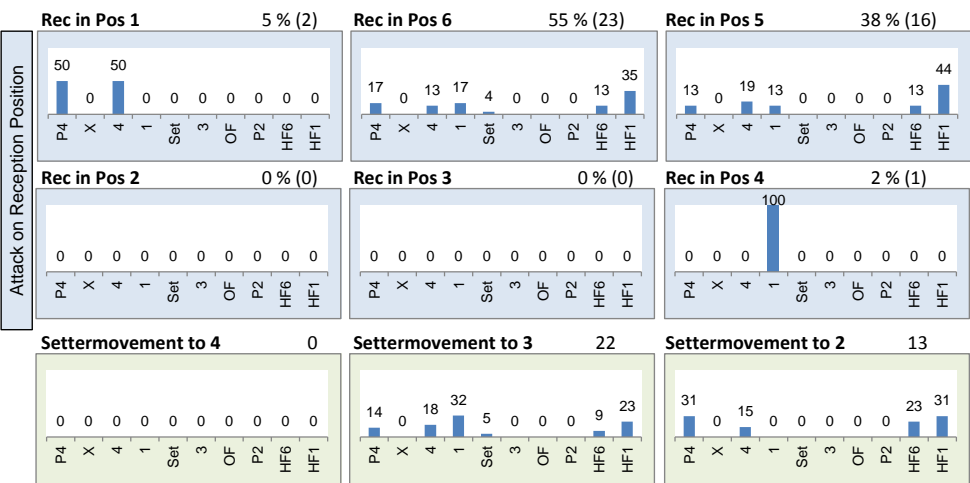 Attack on Reception Position
Rec in Pos 1 5 % (2)
50 0 50 0 0 0 0 0 0 0
P4 X 4 1 Set 3 OF P2 HF6 HF1
Rec in Pos 6 55 % (23)
17 0 13 17 4 0 0 0 13 35
P4 X 4 1 Set 3 OF P2 HF6 HF1
Rec in Pos 5 38 % (16)
13 0 19 13 0 0 0 0 13 44
P4 X 4 1 Set 3 OF P2 HF6 HF1
Rec in Pos 2 0 % (0)
0 0 0 0 0 0 0 0 0 0
P4 X 4 1 Set 3 OF P2 HF6 HF1
Rec in Pos 3 0 % (0)
0 0 0 0 0 0 0 0 0 0
P4 X 4 1 Set 3 OF P2 HF6 HF1
Rec in Pos 4 2 % (1)
0 0 0 100 0 0 0 0 0 0
P4 X 4 1 Set 3 OF P2 HF6 HF1
Settermovement to 4 0
0 0 0 0 0 0 0 0 0 0
P4 X 4 1 Set 3 OF P2 HF6 HF1
Settermovement to 3 22
14 0 18 32 5 0 0 0 9 23
P4 X 4 1 Set 3 OF P2 HF6 HF1
Settermovement to 2 13
31 0 15 0 0 0 0 0 23 31
P4 X 4 1 Set 3 OF P2 HF6 HF1